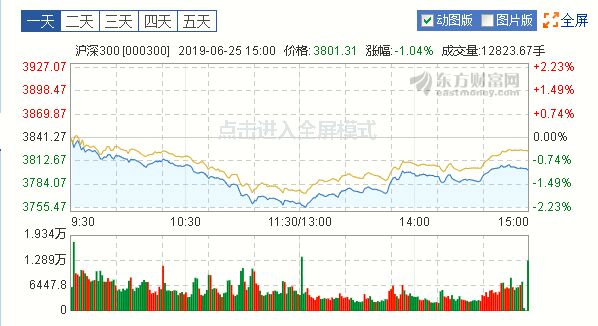 一天 二天 三天 四天 五天 动图版 图片版 全屏
沪深300 [000300] 2019-06-25 15:00 价格: 3801.31 涨幅: -1.04% 成交量: 12823.67手
3927.07 +2.23%
东方财富网
3898.47 +1.49%
eastmoney.com
3869.87 +0.74%
点击进入全屏模式
3841.27 0.00%
3812.67 -0.74%
3784.07 -1.49%
3755.47 -2.23%
9:30 10:30 11:30/13:00 14:00 15:00
1.934万
1.289万
6447.8
0